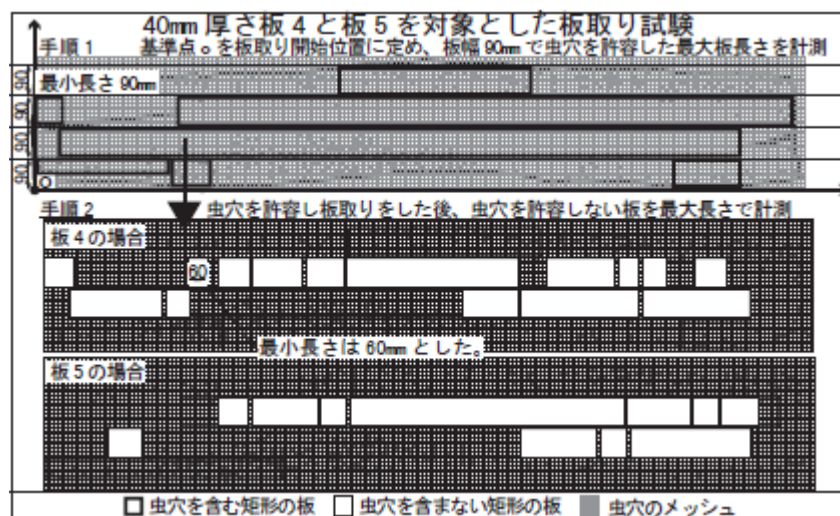 40mm 厚さ板 4 と板 5 を対象とした板取り試験
手順 1 基準点 o を板取り開始位置に定め、板幅 90mm で虫穴を許容した最大板長さを計測
90
最小長さ 90mm
90
90
90
O
手順 2 虫穴を許容し板取りをした後、虫穴を許容しない板を最大長さで計測
板 4 の場合
60
最小長さは 60mm とした。
板 5 の場合
虫穴を含む矩形の板 虫穴を含まない矩形の板 虫穴のメッシュ